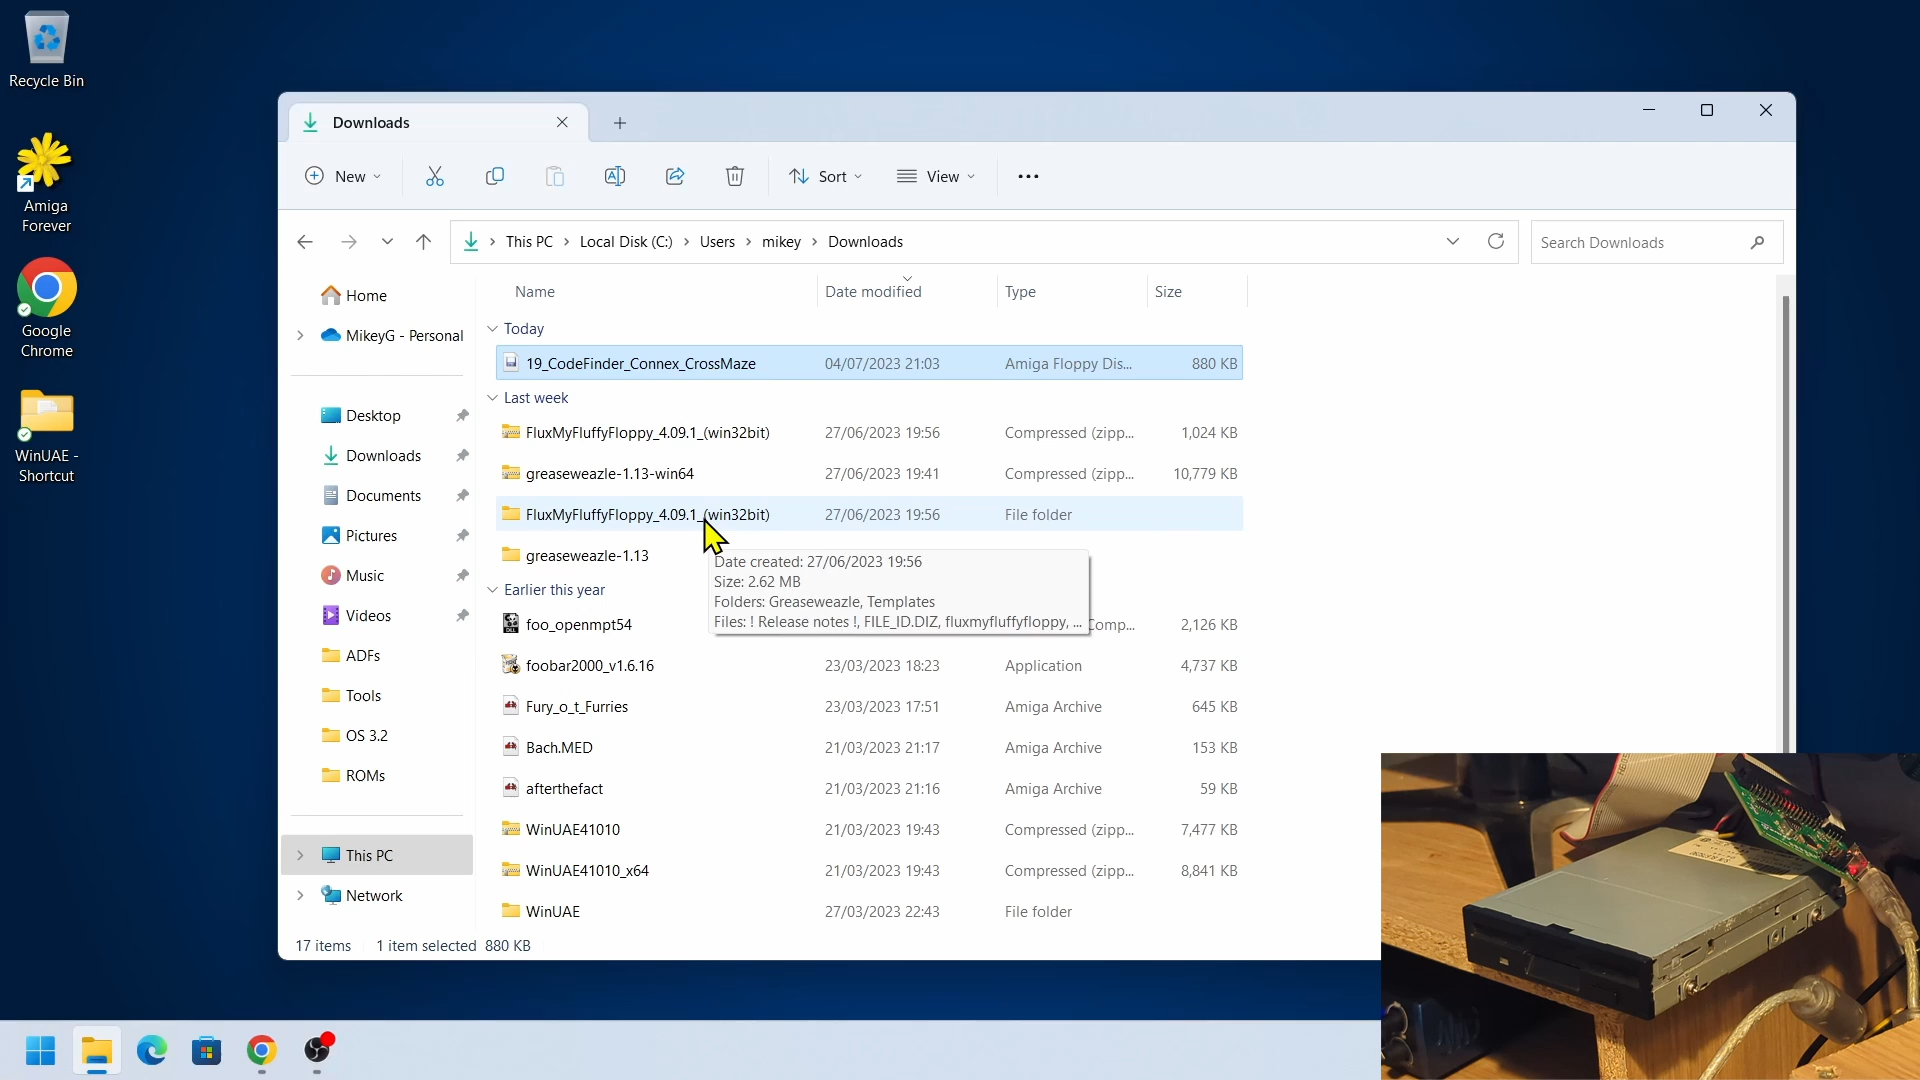 Recycle Bin
Amiga
Forever
Google
Chrome
WinUAE -
Shortcut
Downloads
New
Sort
View
This PC
Local Disk (C:)
Users
mikey
Downloads
Search Downloads
Home
MikeyG - Personal
Desktop
Downloads
Documents
Pictures
Music
Videos
ADFs
Tools
OS 3.2
ROMs
This PC
Network
Name Date modified Type Size
Today
19_CodeFinder_Connex_CrossMaze 04/07/2023 21:03 Amiga Floppy Dis... 880 KB
Last week
FluxMyFluffyFloppy_4.09.1_(win32bit) 27/06/2023 19:56 Compressed (zipp... 1,024 KB
greaseweazle-1.13-win64 27/06/2023 19:41 Compressed (zipp... 10,779 KB
FluxMyFluffyFloppy_4.09.1_(win32bit) 27/06/2023 19:56 File folder
greaseweazle-1.13
Date created: 27/06/2023 19:56
Size: 2.62 MB
Folders: Greaseweazle, Templates
Files: ! Release notes !, FILE_ID.DIZ, fluxmyfluffyfloppy, ...
Earlier this year
foo_openmpt54 Comp... 2,126 KB
foobar2000_v1.6.16 23/03/2023 18:23 Application 4,737 KB
Fury_o_t_Furries 23/03/2023 17:51 Amiga Archive 645 KB
Bach.MED 21/03/2023 21:17 Amiga Archive 153 KB
afterthefact 21/03/2023 21:16 Amiga Archive 59 KB
WinUAE41010 21/03/2023 19:43 Compressed (zipp... 7,477 KB
WinUAE41010_x64 21/03/2023 19:43 Compressed (zipp... 8,841 KB
WinUAE 27/03/2023 22:43 File folder
17 items 1 item selected 880 KB